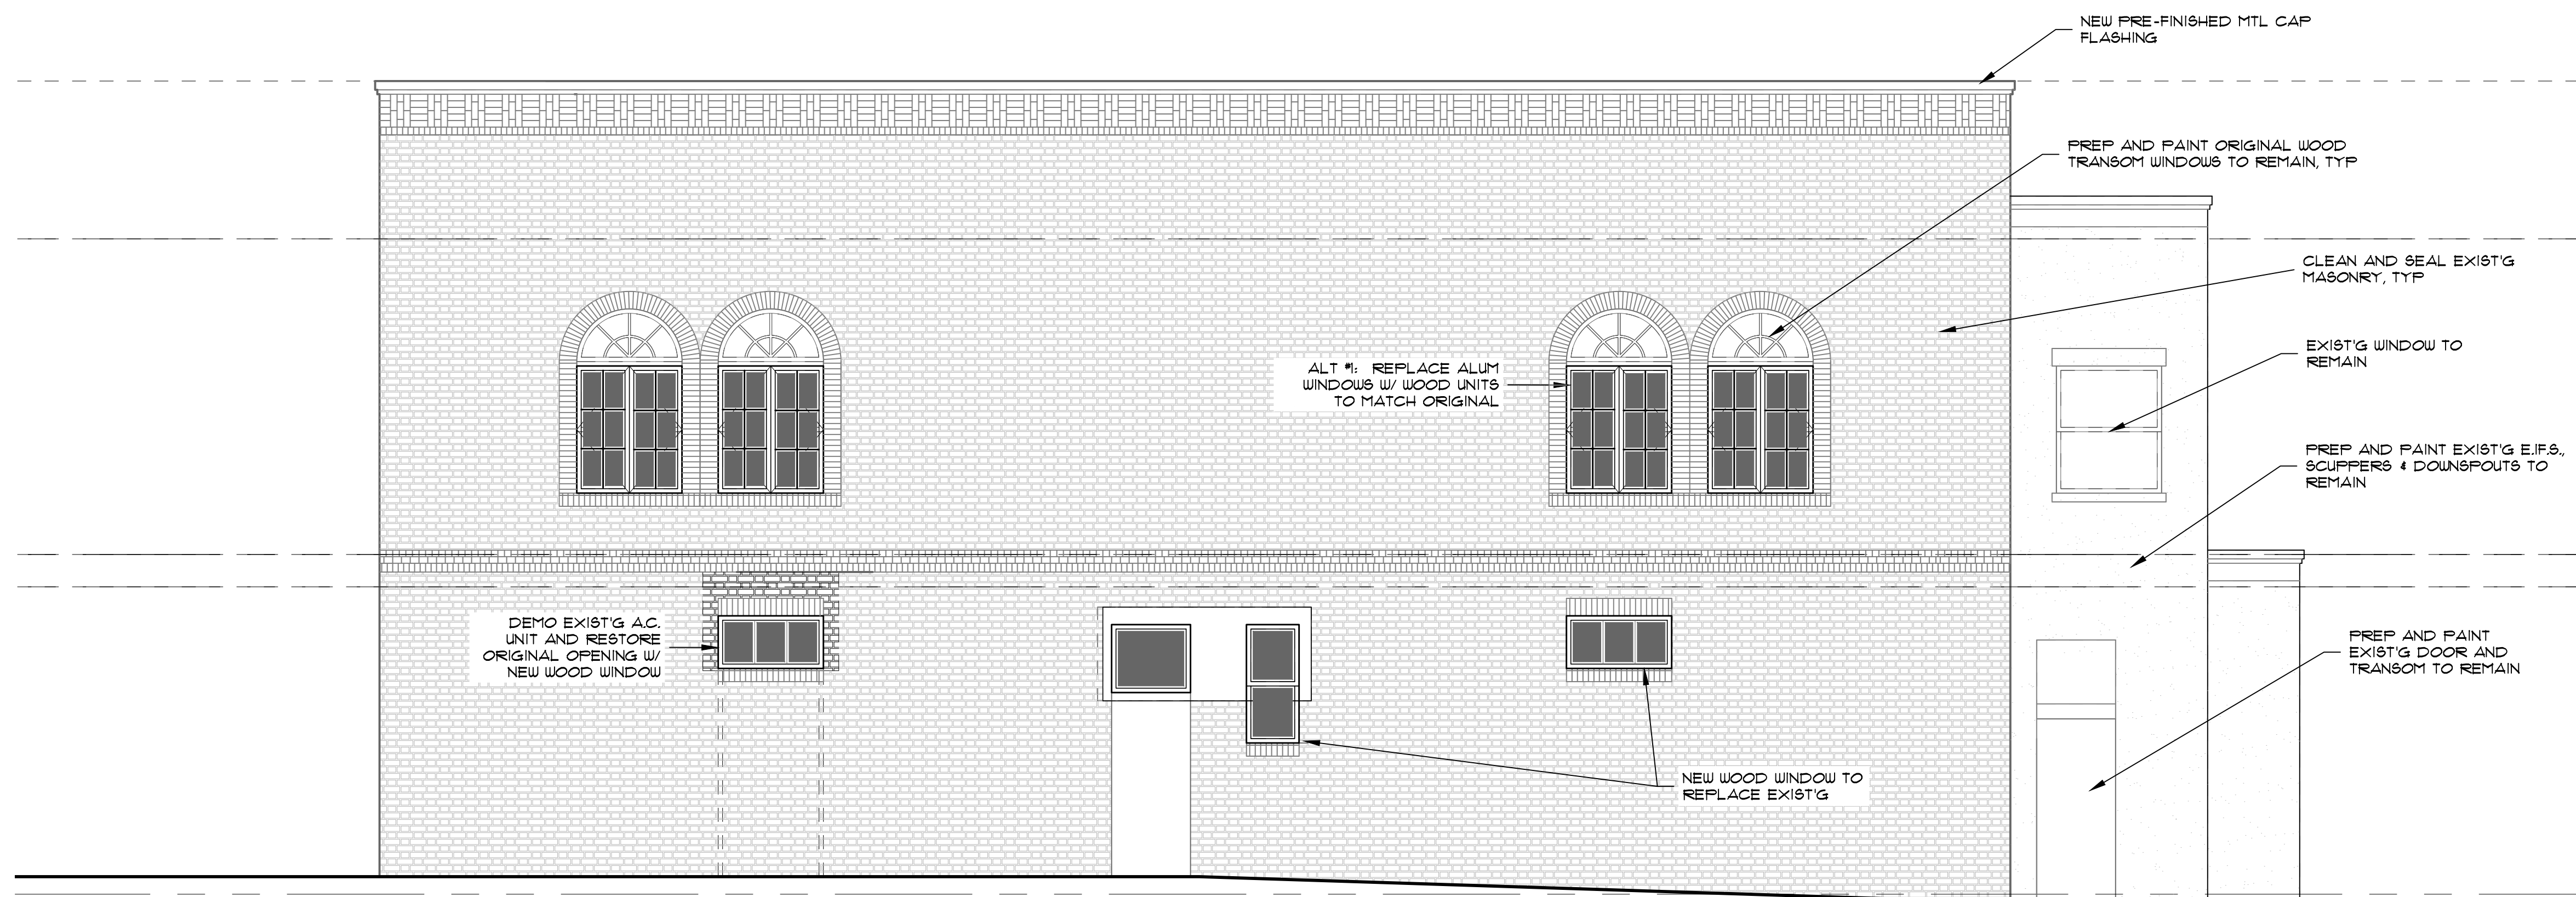 NEW PRE-FINISHED MTL CAP
FLASHING
PREP AND PAINT ORIGINAL WOOD
TRANSOM WINDOWS TO REMAIN, TYP
CLEAN AND SEAL EXIST'G
MASONRY, TYP
EXIST'G WINDOW TO
REMAIN
ALT #1: REPLACE ALUM
WINDOWS W/ WOOD UNITS
TO MATCH ORIGINAL
PREP AND PAINT EXIST'G E.I.F.S.,
SCUPPERS & DOWNSPOUTS TO
REMAIN
DEMO EXIST'G A.C.
UNIT AND RESTORE
ORIGINAL OPENING W/
NEW WOOD WINDOW
PREP AND PAINT
EXIST'G DOOR AND
TRANSOM TO REMAIN
NEW WOOD WINDOW TO
REPLACE EXIST'G